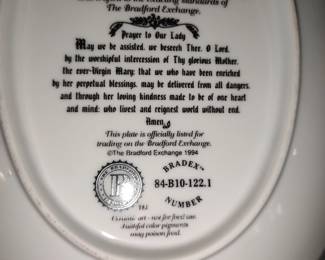 The Bradford Exchange.
Prayer to Our Lady
May we be assisted, we beseech Thee, O Lord,
by the worshipful intercession of Thy glorious Mother,
the ever-Virgin Mary; that we who have been enriched
by her perpetual blessings, may be delivered from all dangers,
and through her loving kindness made to be of one heart
and mind: who livest and reignest world without end.
Amen.
This plate is officially listed for
trading on the Bradford Exchange.
©The Bradford Exchange 1994
BRADEX
84-B10-122.1
NUMBER
Ceramic art - not for food use.
Faithful color pigments
may poison food.